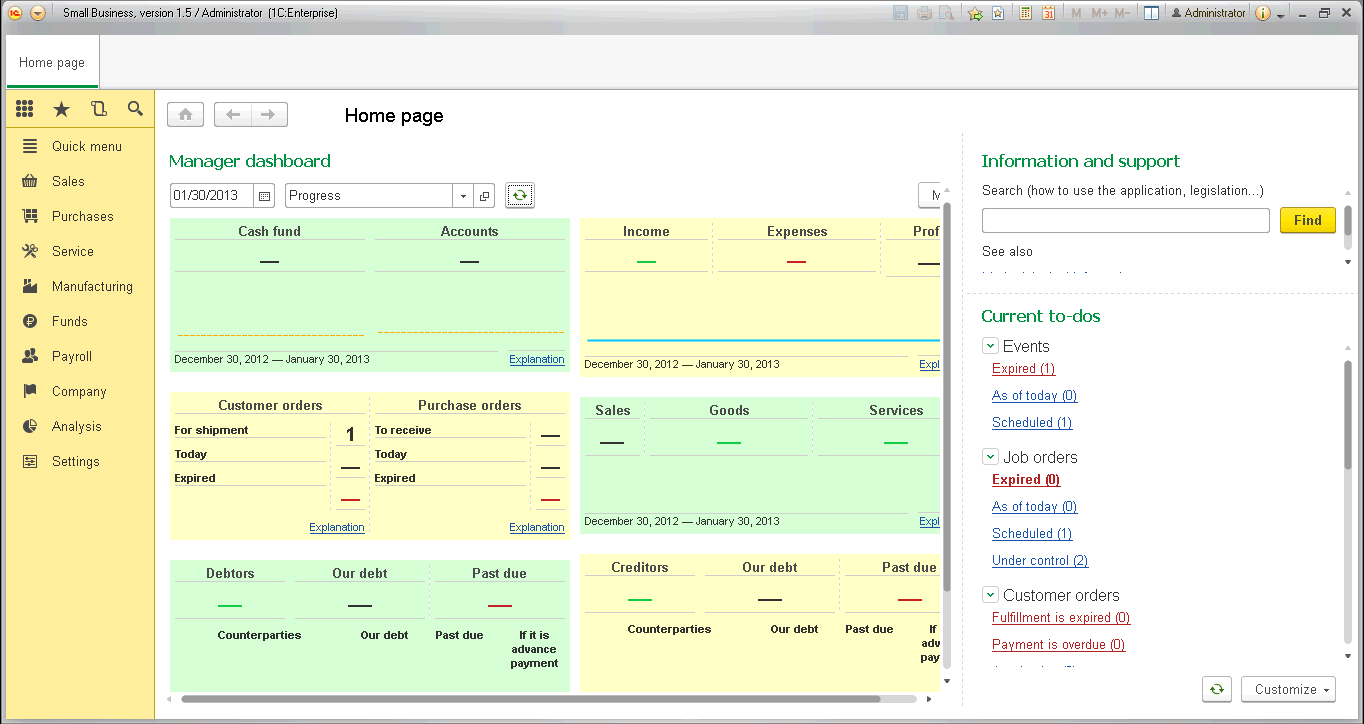 Small Business, version 1.5 / Administrator (1C:Enterprise)
M M+ M- Administrator
Home page
Quick menu
Sales
Purchases
Service
Manufacturing
Funds
Payroll
Company
Analysis
Settings
Home page
Manager dashboard
01/30/2013 Progress
Cash fund Accounts
December 30, 2012 — January 30, 2013 Explanation
Income Expenses Prof
December 30, 2012 — January 30, 2013 Expl
Customer orders Purchase orders
For shipment 1 To receive
Today Today
Expired Expired
Explanation Explanation
Sales Goods Services
December 30, 2012 — January 30, 2013 Expl
Debtors Our debt Past due
Counterparties Our debt Past due If it is
advance
payment
Creditors Our debt Past due
Counterparties Our debt Past due If
adv
pay
Information and support
Search (how to use the application, legislation...)
Find
See also
Current to-dos
Events
Expired (1)
As of today (0)
Scheduled (1)
Job orders
Expired (0)
As of today (0)
Scheduled (1)
Under control (2)
Customer orders
Fulfillment is expired (0)
Payment is overdue (0)
Customize